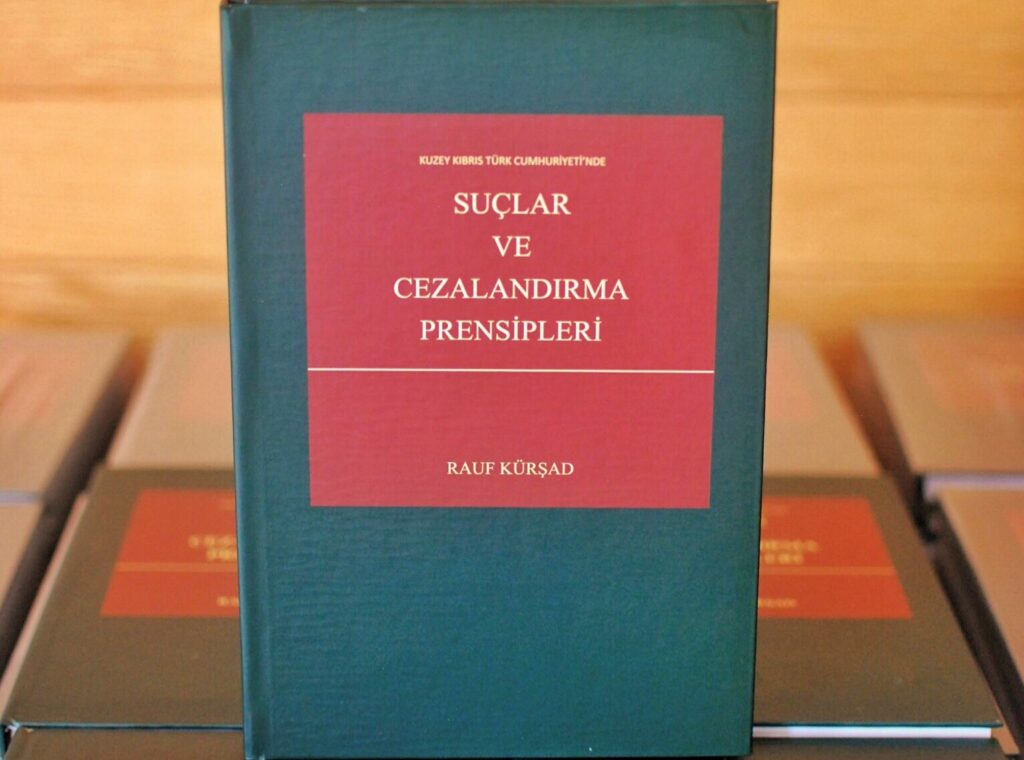 KUZEY KIBRIS TÜRK CUMHURİYETİ'NDE
SUÇLAR
VE
CEZALANDIRMA
PRENSİPLERİ
RAUF KÜRŞAD